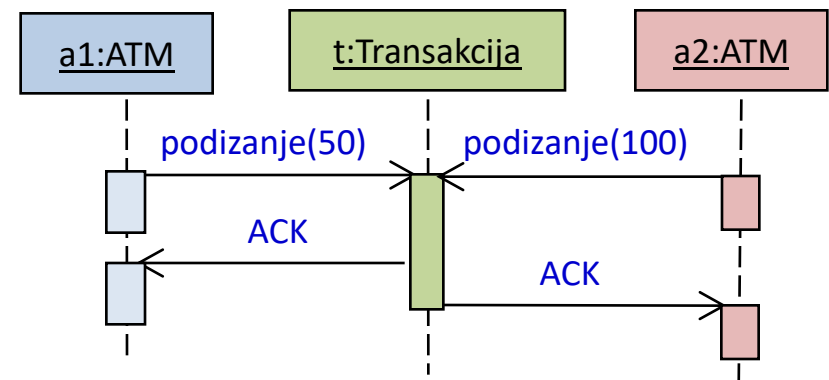 a1:ATM
t:Transakcija
a2:ATM
podizanje(50)
podizanje(100)
ACK
ACK